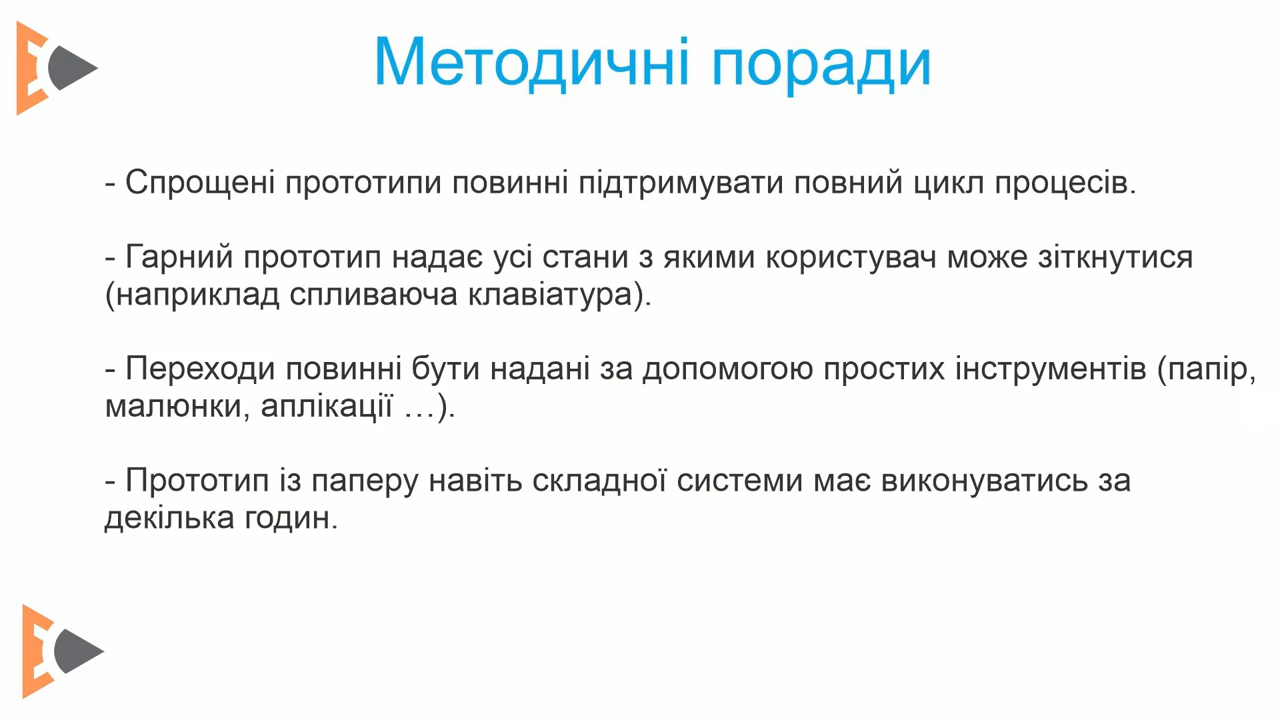 Методичні поради
- Спрощені прототипи повинні підтримувати повний цикл процесів.
- Гарний прототип надає усі стани з якими користувач може зіткнутися
(наприклад спливаюча клавіатура).
- Переходи повинні бути надані за допомогою простих інструментів (папір,
малюнки, аплікації …).
- Прототип із паперу навіть складної системи має виконуватись за
декілька годин.